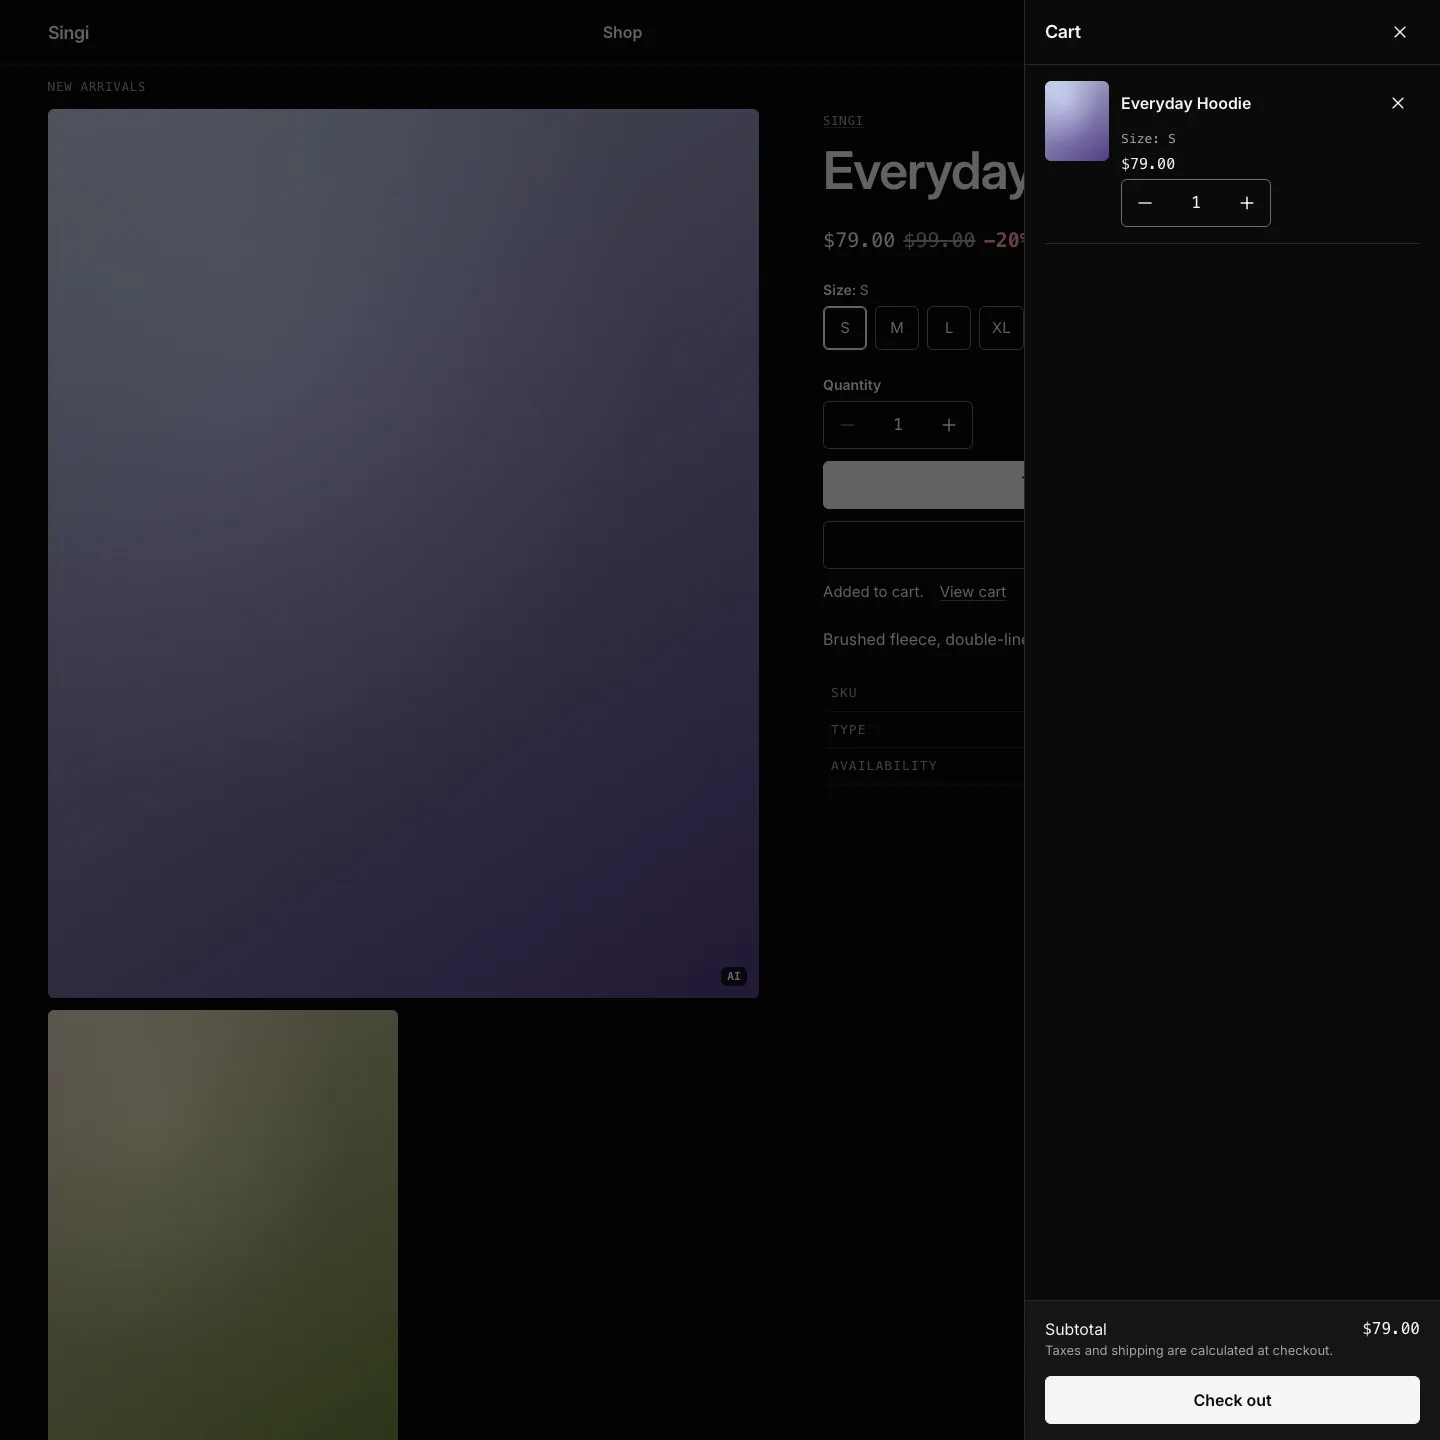 Singi
Shop
NEW ARRIVALS
SINGI
Everyday
$79.00 $99.00 −20%
Size: S
S
M
L
XL
Quantity
1
Added to cart. View cart
Brushed fleece,
SKU
TYPE
AVAILABILITY
AI
Cart
Everyday Hoodie
Size: S
$79.00
1
Subtotal
$79.00
Taxes and shipping are calculated at checkout.
Check out